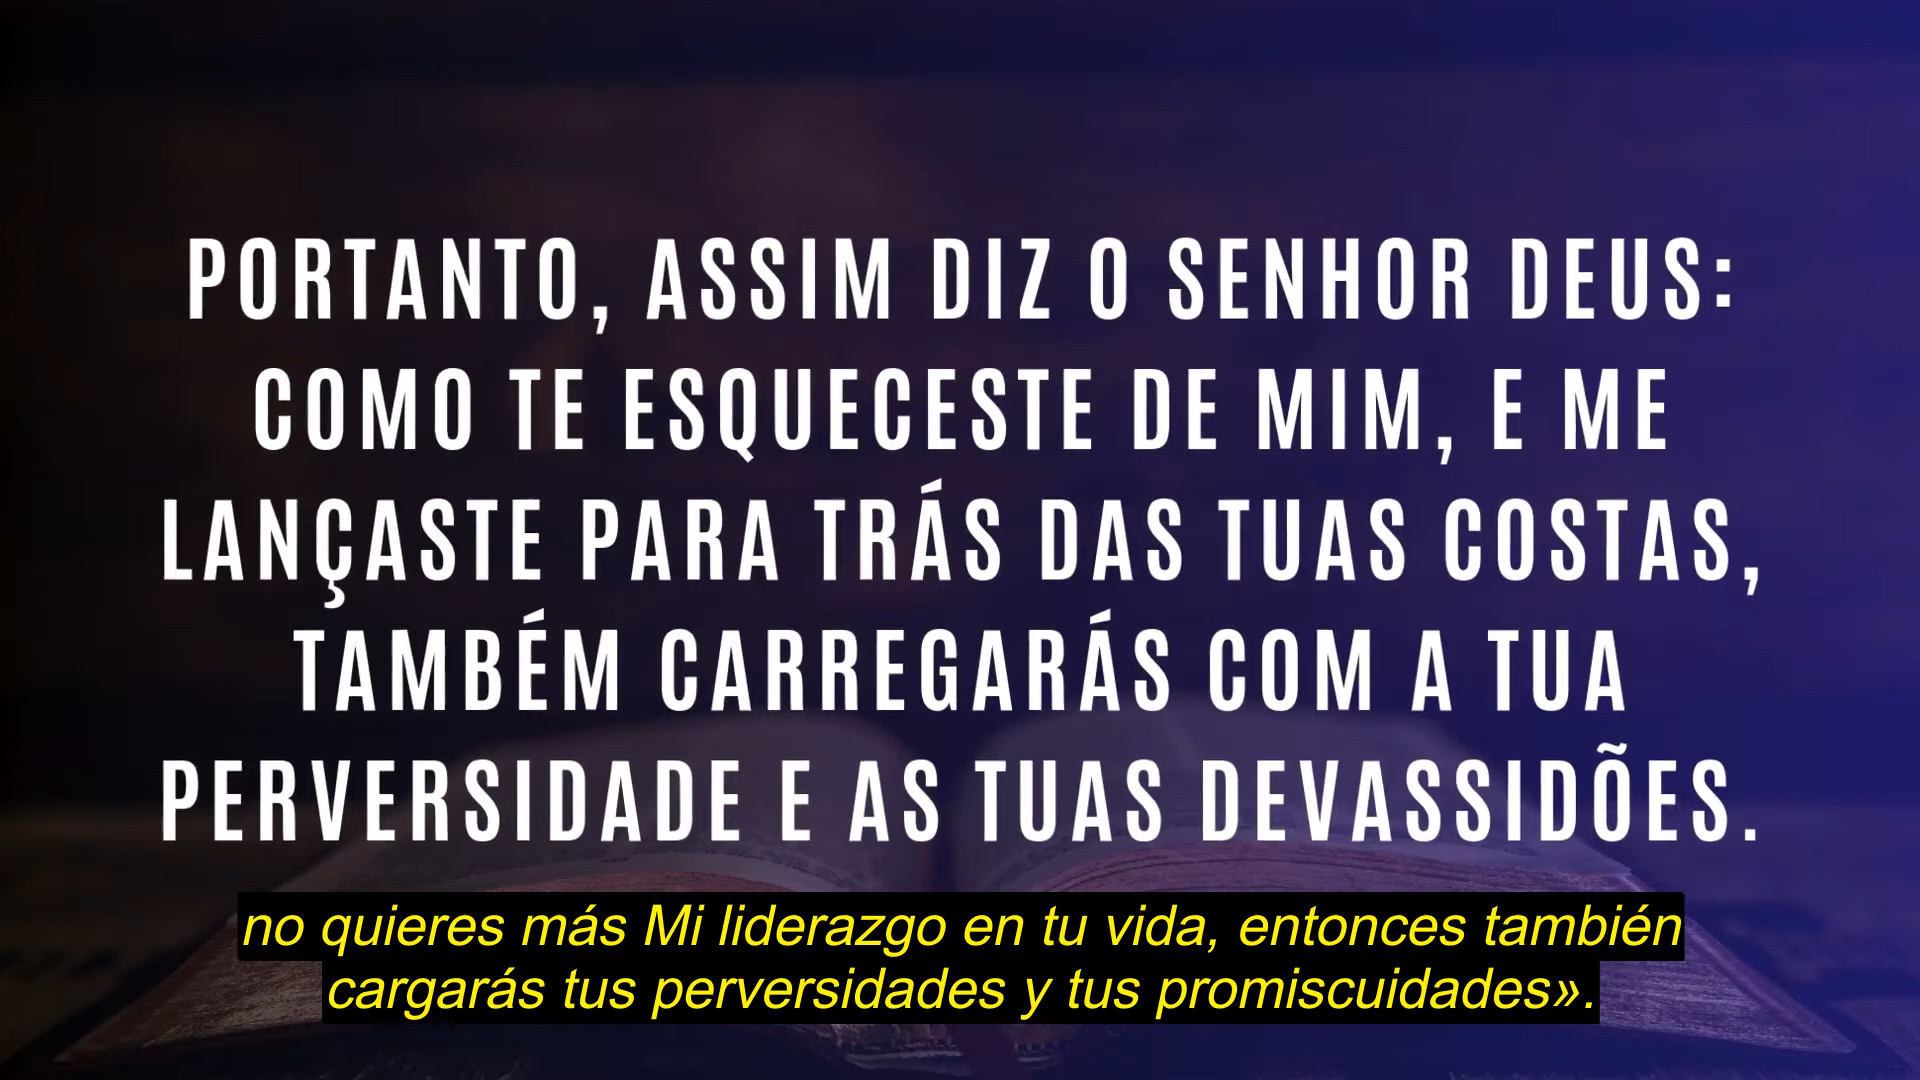 PORTANTO, ASSIM DIZ O SENHOR DEUS:
COMO TE ESQUECESTE DE MIM, E ME
LANÇASTE PARA TRÁS DAS TUAS COSTAS,
TAMBÉM CARREGARÁS COM A TUA
PERVERSIDADE E AS TUAS DEVASSIDÕES.
no quieres más Mi liderazgo en tu vida, entonces también
cargarás tus perversidades y tus promiscuidades».